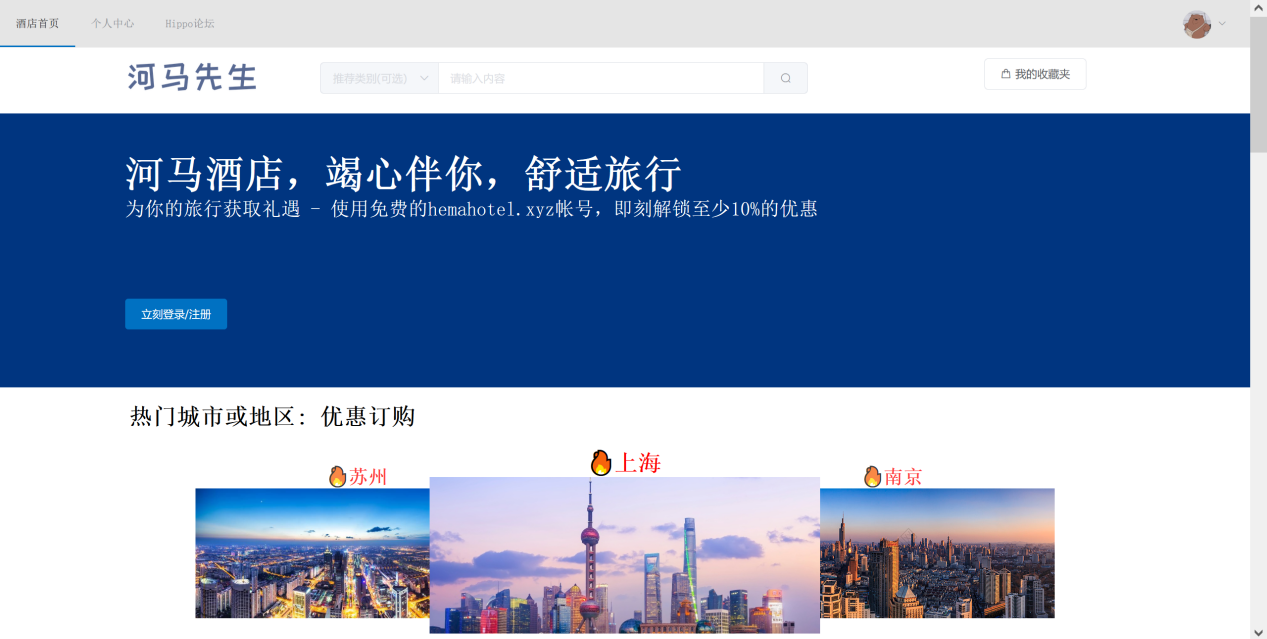 酒店首页 个人中心 Hippo论坛
河马先生 推荐类别(可选) 请输入内容 我的收藏夹
河马酒店，竭心伴你，舒适旅行
为你的旅行获取礼遇 - 使用免费的hemahotel.xyz帐号，即刻解锁至少10%的优惠
立刻登录/注册
热门城市或地区: 优惠订购
苏州 上海 南京